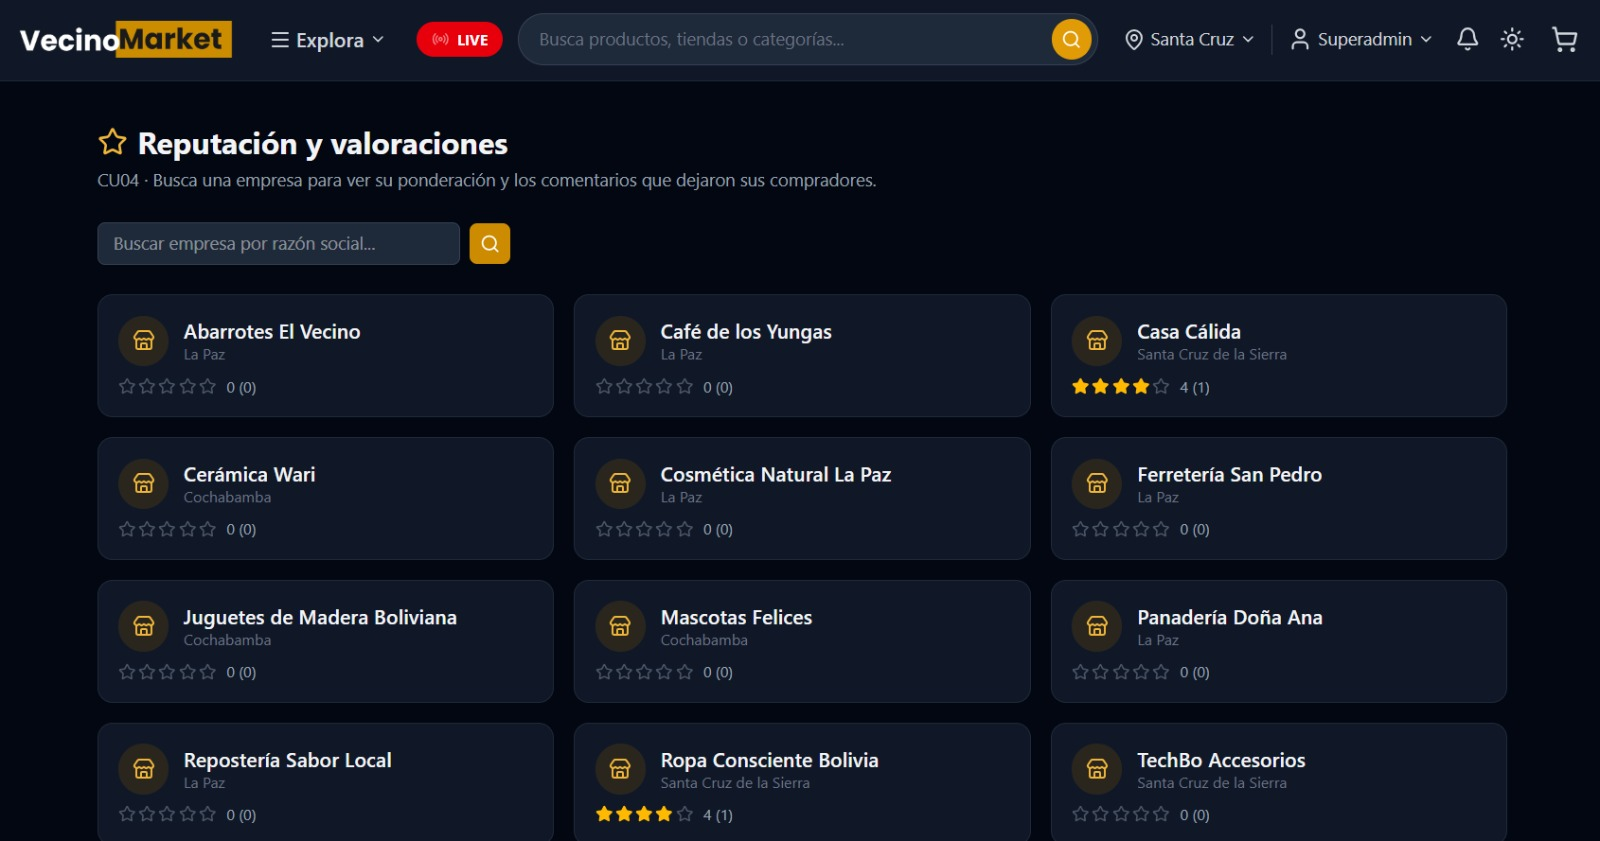 VecinoMarket
Explora
LIVE
Busca productos, tiendas o categorías...
Santa Cruz
Superadmin
Reputación y valoraciones
CU04 · Busca una empresa para ver su ponderación y los comentarios que dejaron sus compradores.
Buscar empresa por razón social...
Abarrotes El Vecino
La Paz
0 (0)
Café de los Yungas
La Paz
0 (0)
Casa Cálida
Santa Cruz de la Sierra
4 (1)
Cerámica Wari
Cochabamba
0 (0)
Cosmética Natural La Paz
La Paz
0 (0)
Ferretería San Pedro
La Paz
0 (0)
Juguetes de Madera Boliviana
Cochabamba
0 (0)
Mascotas Felices
Cochabamba
0 (0)
Panadería Doña Ana
La Paz
0 (0)
Repostería Sabor Local
La Paz
0 (0)
Ropa Consciente Bolivia
Santa Cruz de la Sierra
4 (1)
TechBo Accesorios
Santa Cruz de la Sierra
0 (0)